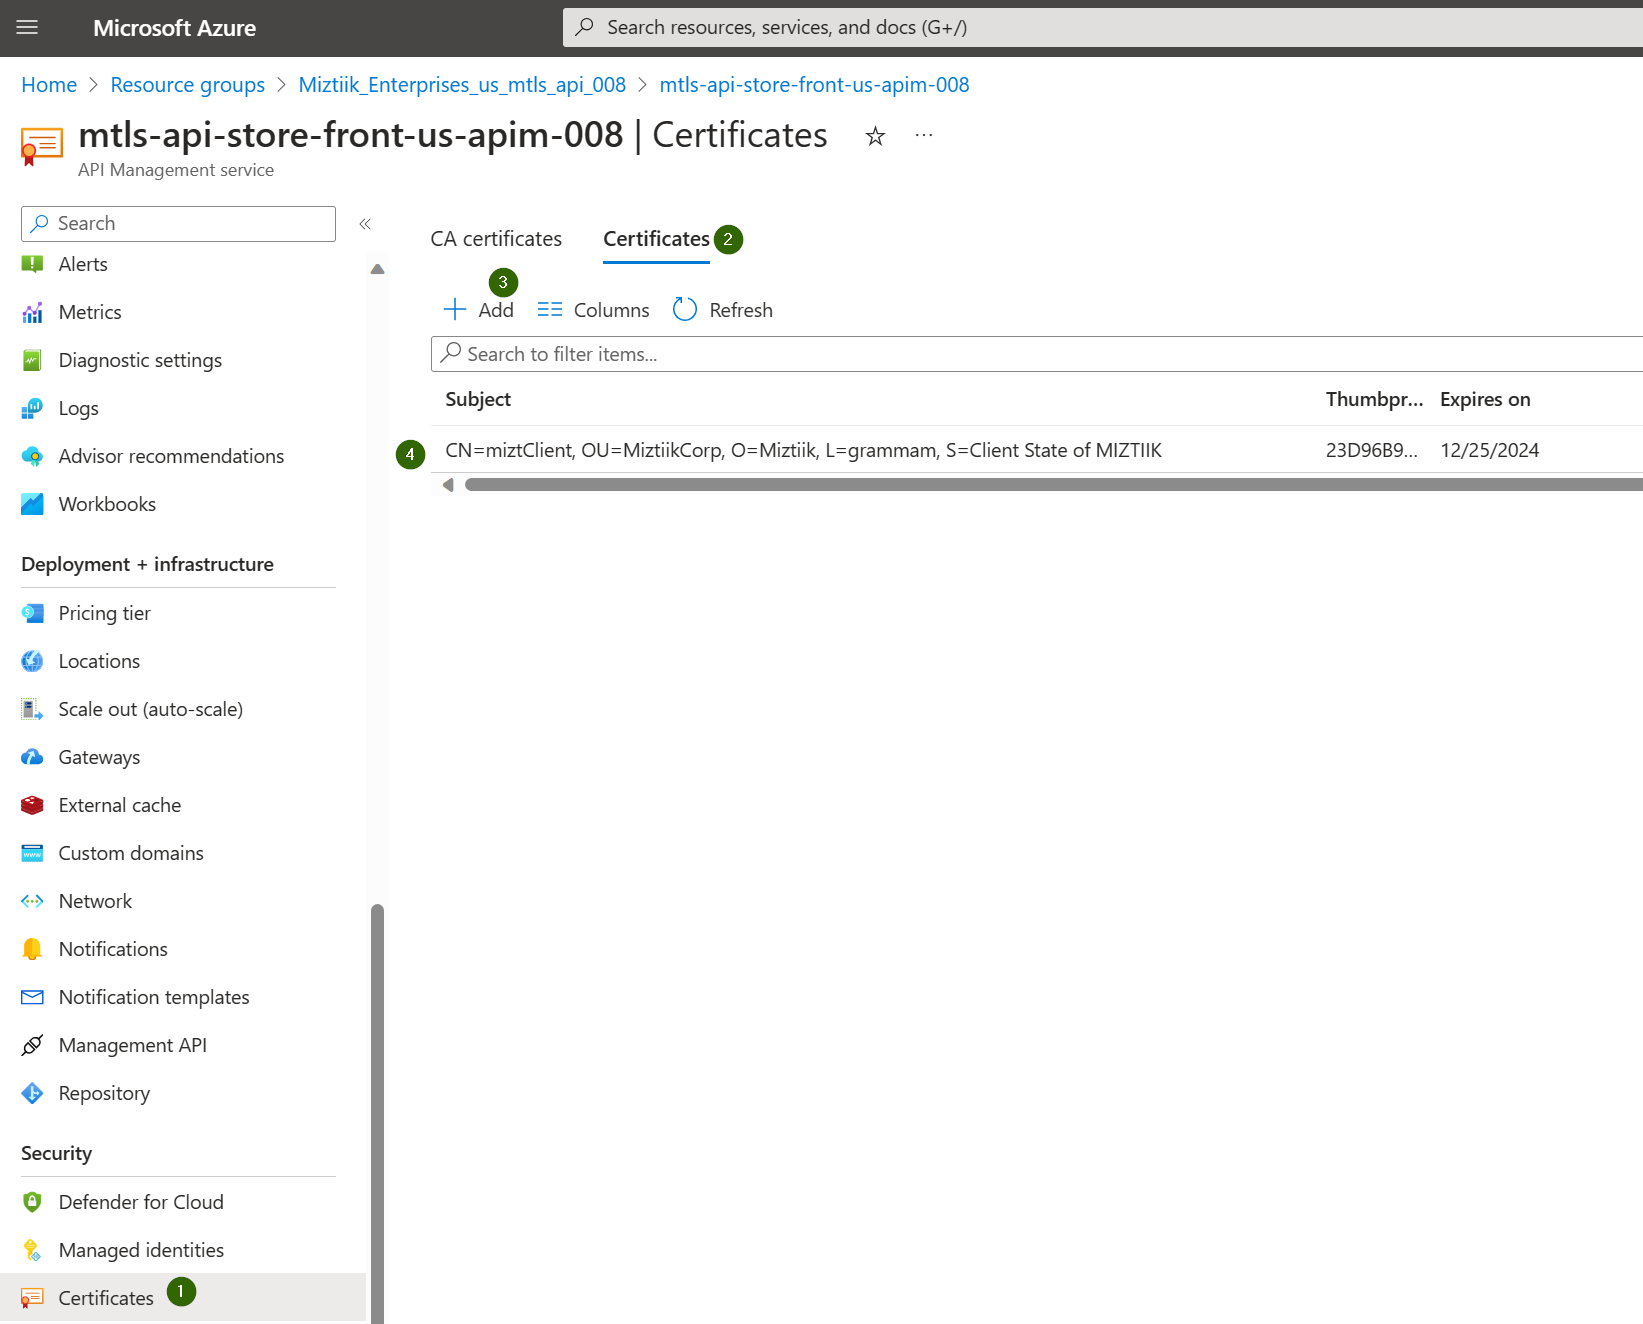 Microsoft Azure
Search resources, services, and docs (G+/)
Home > Resource groups > Miztiik_Enterprises_us_mtls_api_008 > mtls-api-store-front-us-apim-008
mtls-api-store-front-us-apim-008 | Certificates
API Management service
Search
Alerts
Metrics
Diagnostic settings
Logs
Advisor recommendations
Workbooks
Deployment + infrastructure
Pricing tier
Locations
Scale out (auto-scale)
Gateways
External cache
Custom domains
Network
Notifications
Notification templates
Management API
Repository
Security
Defender for Cloud
Managed identities
Certificates 1
CA certificates Certificates 2
3
Add Columns Refresh
Search to filter items...
Subject Thumbpr... Expires on
4 CN=miztClient, OU=MiztiikCorp, O=Miztiik, L=grammam, S=Client State of MIZTIIK 23D96B9... 12/25/2024